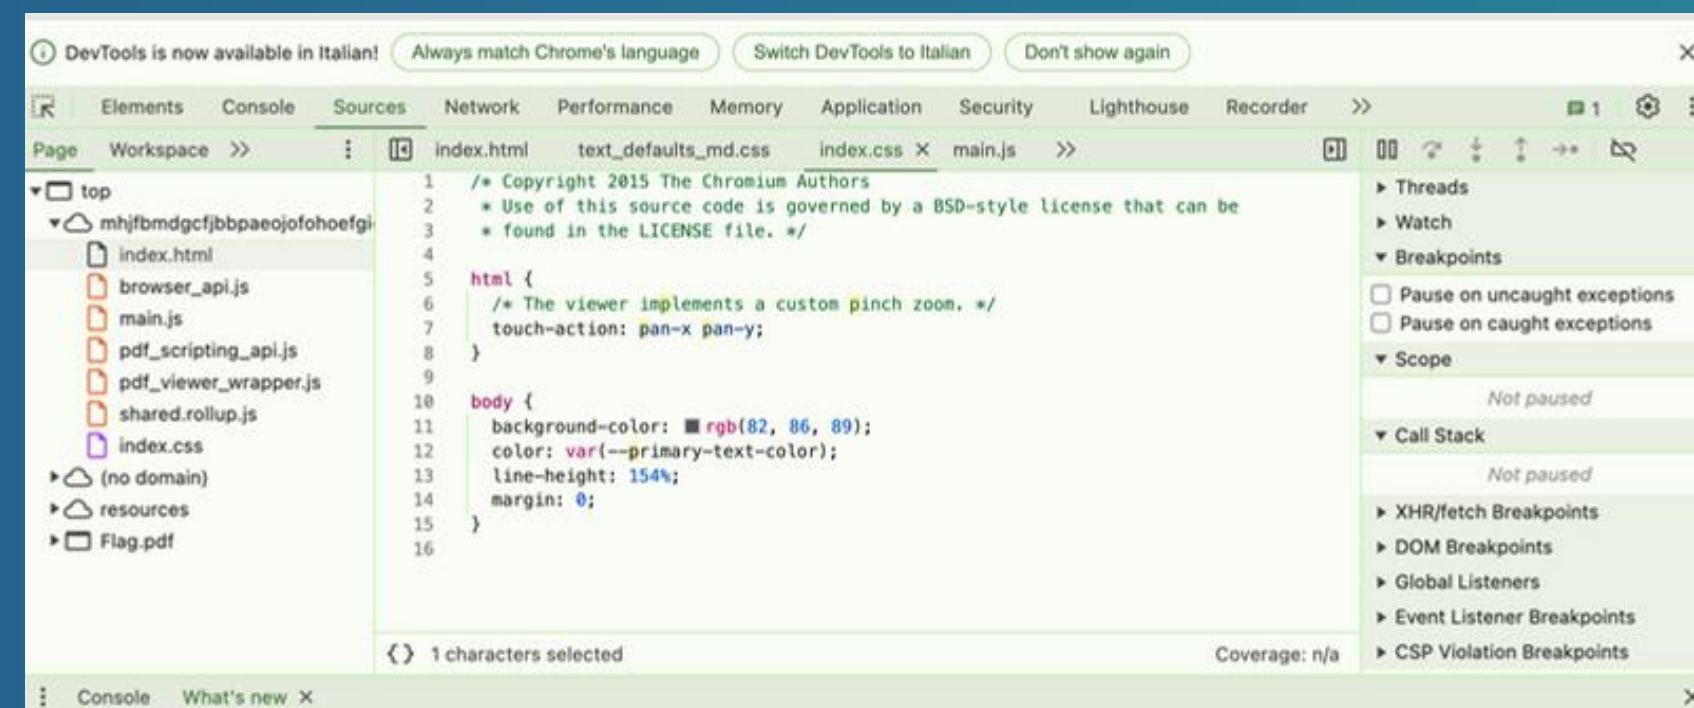 DevTools is now available in Italian! Always match Chrome's language Switch DevTools to Italian Don't show again
Elements Console Sources Network Performance Memory Application Security Lighthouse Recorder >> 1
Page Workspace >> index.html text_defaults_md.css index.css × main.js >>
top
mhjfbmdgcfjbbpaeojofohoefgi
index.html
browser_api.js
main.js
pdf_scripting_api.js
pdf_viewer_wrapper.js
shared.rollup.js
index.css
(no domain)
resources
Flag.pdf
1 /* Copyright 2015 The Chromium Authors
2 * Use of this source code is governed by a BSD-style license that can be
3 * found in the LICENSE file. */
4
5 html {
6 /* The viewer implements a custom pinch zoom. */
7 touch-action: pan-x pan-y;
8 }
9
10 body {
11 background-color: rgb(82, 86, 89);
12 color: var(--primary-text-color);
13 line-height: 154%;
14 margin: 0;
15 }
16
{} 1 characters selected Coverage: n/a
Threads
Watch
Breakpoints
Pause on uncaught exceptions
Pause on caught exceptions
Scope
Not paused
Call Stack
Not paused
XHR/fetch Breakpoints
DOM Breakpoints
Global Listeners
Event Listener Breakpoints
CSP Violation Breakpoints
Console What's new ×